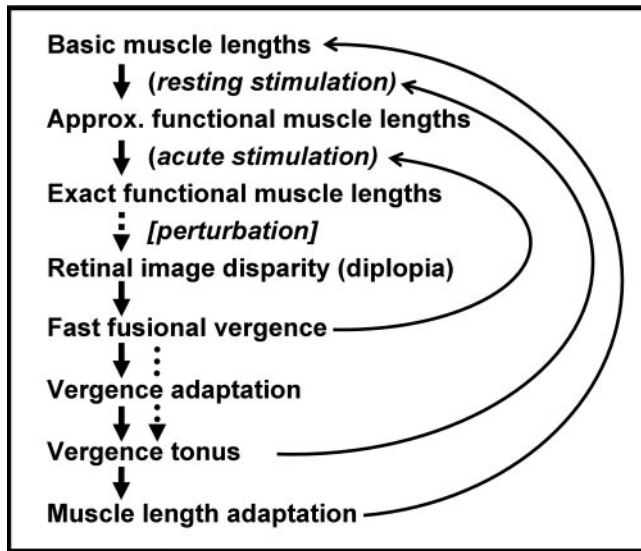 Basic muscle lengths
(resting stimulation)
Approx. functional muscle lengths
(acute stimulation)
Exact functional muscle lengths
[perturbation]
Retinal image disparity (diplopia)
Fast fusional vergence
Vergence adaptation
Vergence tonus
Muscle length adaptation